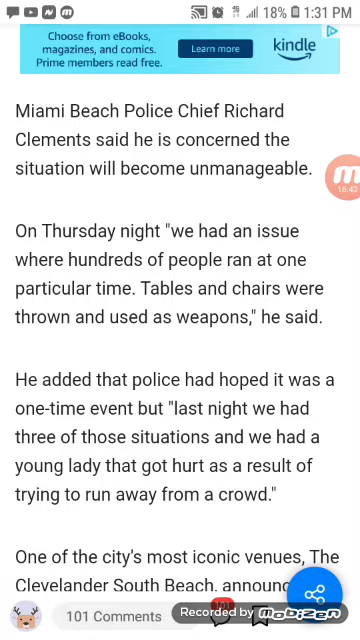 18% 1:31 PM
Choose from eBooks,
magazines, and comics.
Prime members read free.
Learn more
kindle
Miami Beach Police Chief Richard
Clements said he is concerned the
situation will become unmanageable.
16:42
On Thursday night "we had an issue
where hundreds of people ran at one
particular time. Tables and chairs were
thrown and used as weapons," he said.
He added that police had hoped it was a
one-time event but "last night we had
three of those situations and we had a
young lady that got hurt as a result of
trying to run away from a crowd."
One of the city's most iconic venues, The
Clevelander South Beach, announc
101 Comments
Recorded by MOBIZEN